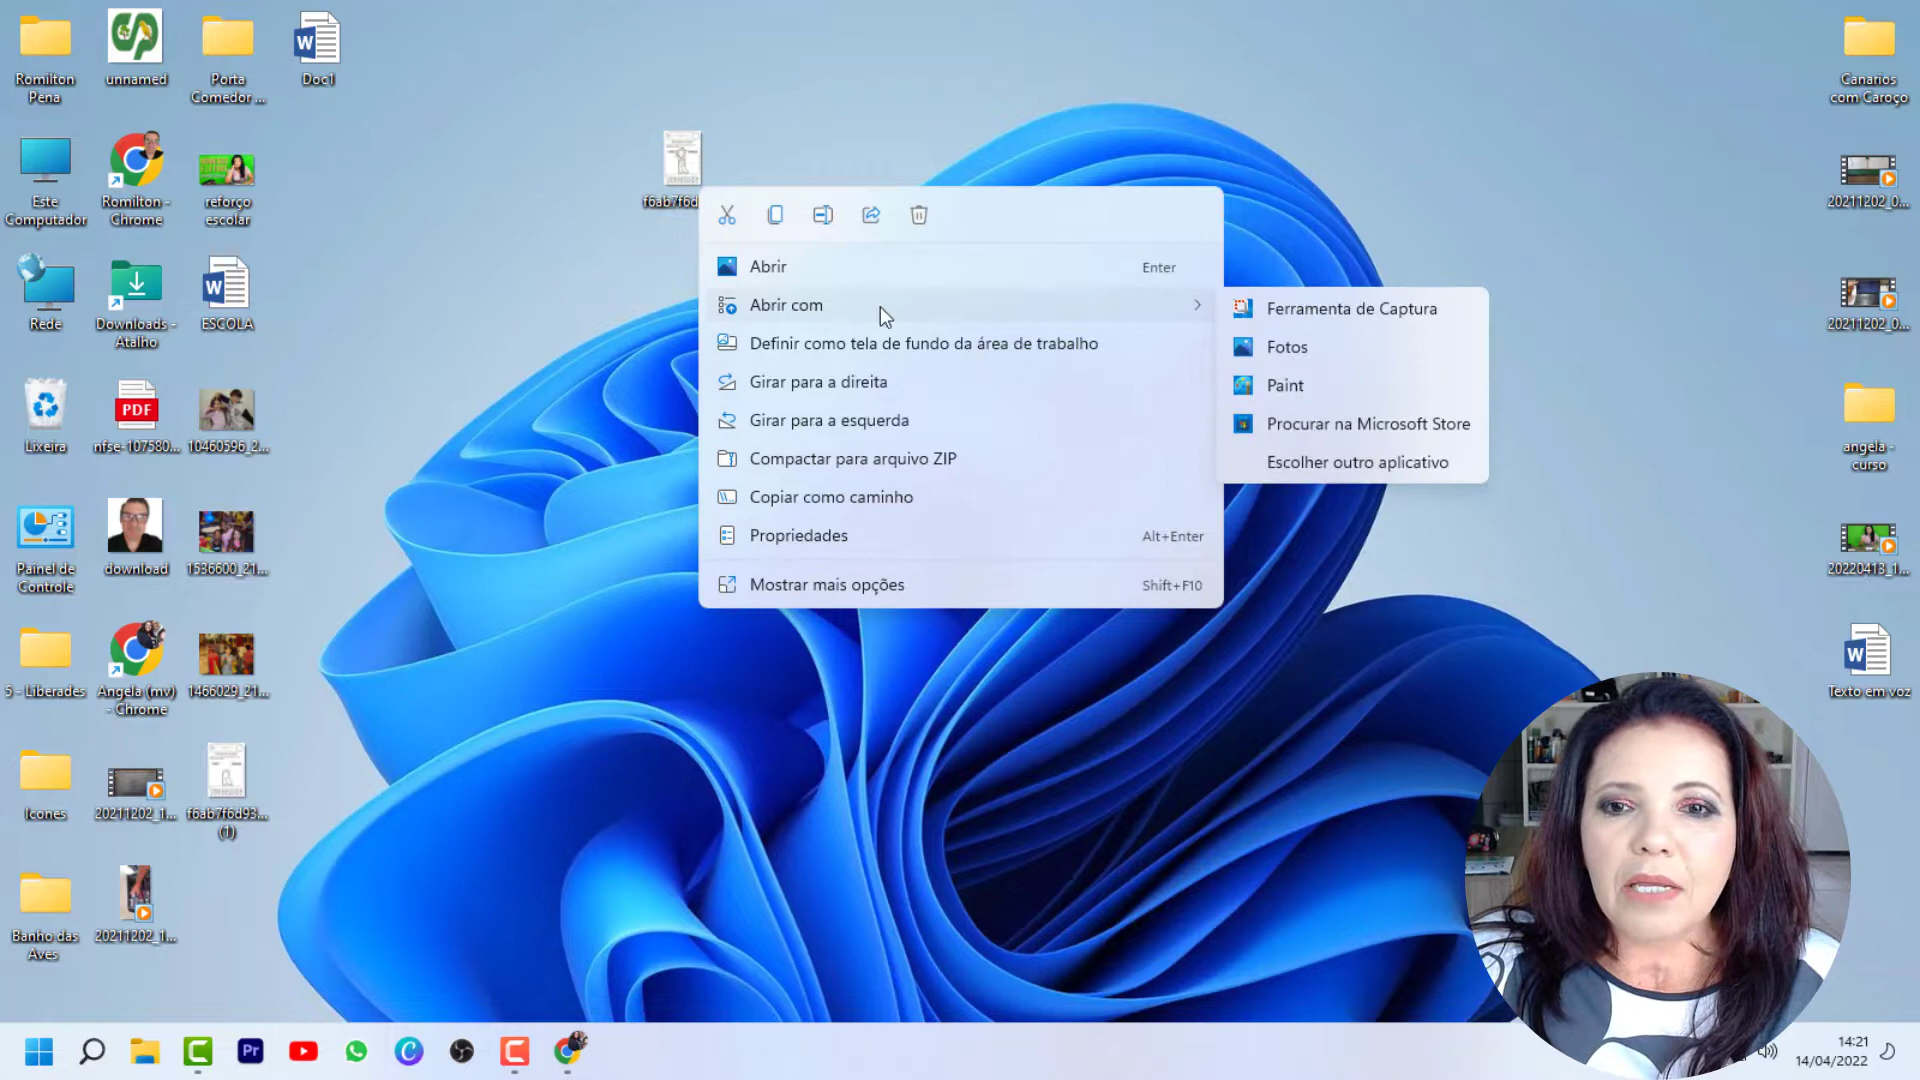 Romilton
Pena
unnamed
Porta
Comedor ...
Doc1
Canarios
com Caroço
Este
Computador
Romilton -
Chrome
reforço
escolar
f6ab7f6d
20211202_0...
Enter
Abrir
Abrir com
Definir como tela de fundo da área de trabalho
Girar para a direita
Girar para a esquerda
Compactar para arquivo ZIP
Copiar como caminho
Propriedades
Alt+Enter
Mostrar mais opções
Shift+F10
Ferramenta de Captura
Fotos
Paint
Procurar na Microsoft Store
Escolher outro aplicativo
Rede
Downloads -
Atalho
ESCOLA
20211202_0...
Lixeira
PDF
nfse-107580...
10460596_2...
angela -
curso
Painel de
Controle
download
1536600_21...
20220413_1...
5 - Liberades
Angela (mv)
- Chrome
1466029_21...
Texto em voz
Icones
20211202_1...
f6ab7f6d93...
(1)
Banho das
Aves
20211202_1...
Pr
14:21
14/04/2022